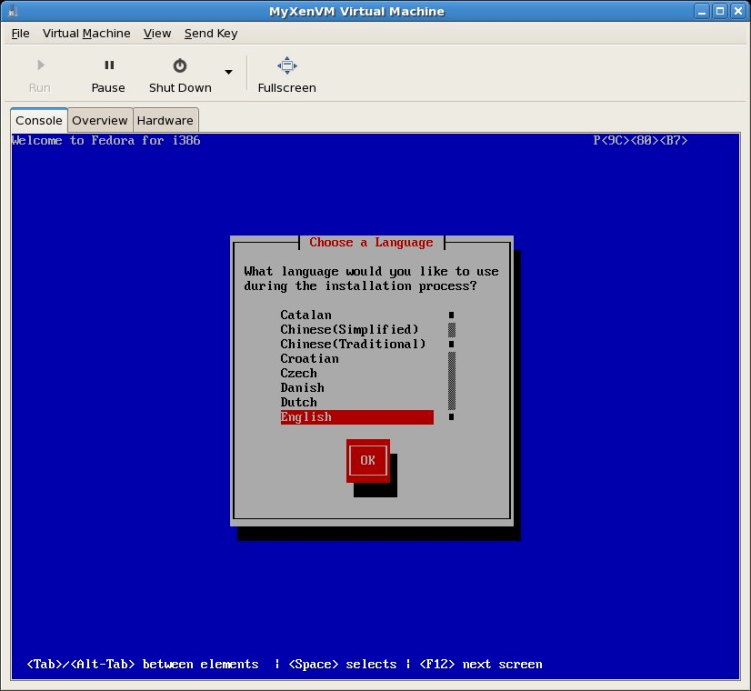 MyXenVM Virtual Machine
File Virtual Machine View Send Key
Run Pause Shut Down Fullscreen
Console Overview Hardware
Welcome to Fedora for i386 P<9C><80><B7>
Choose a Language
What language would you like to use
during the installation process?
Catalan
Chinese(Simplified)
Chinese(Traditional)
Croatian
Czech
Danish
Dutch
English
OK
<Tab>/<Alt-Tab> between elements | <Space> selects | <F12> next screen